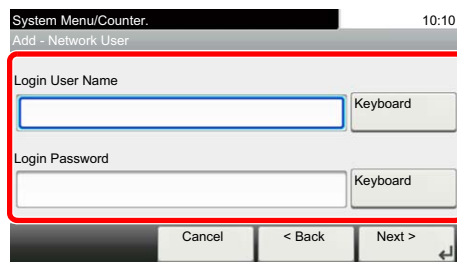 System Menu/Counter. 10:10
Add - Network User
Login User Name
Keyboard
Login Password
Keyboard
Cancel < Back Next >